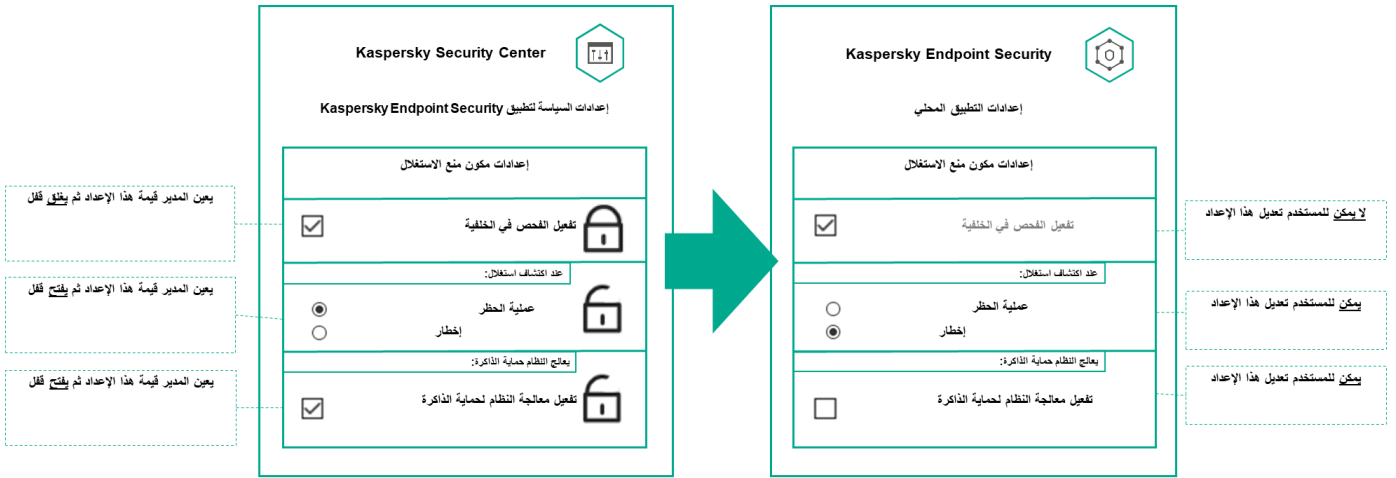 Kaspersky Security Center
إعدادات السياسة لتطبيق Kaspersky Endpoint Security
إعدادات مكون منع الاستغلال
تفعيل الفحص في الخلفية
عند اكتشاف استغلال:
عملية الحظر
إخطار
يعالج النظام حماية الذاكرة:
تفعيل معالجة النظام لحماية الذاكرة
يعين المدير قيمة هذا الإعداد ثم يغلق قفل
يعين المدير قيمة هذا الإعداد ثم يفتح قفل
يعين المدير قيمة هذا الإعداد ثم يفتح قفل
Kaspersky Endpoint Security
إعدادات التطبيق المحلي
إعدادات مكون منع الاستغلال
تفعيل الفحص في الخلفية
عند اكتشاف استغلال:
عملية الحظر
إخطار
يعالج النظام حماية الذاكرة:
تفعيل معالجة النظام لحماية الذاكرة
لا يمكن للمستخدم تعديل هذا الإعداد
يمكن للمستخدم تعديل هذا الإعداد
يمكن للمستخدم تعديل هذا الإعداد